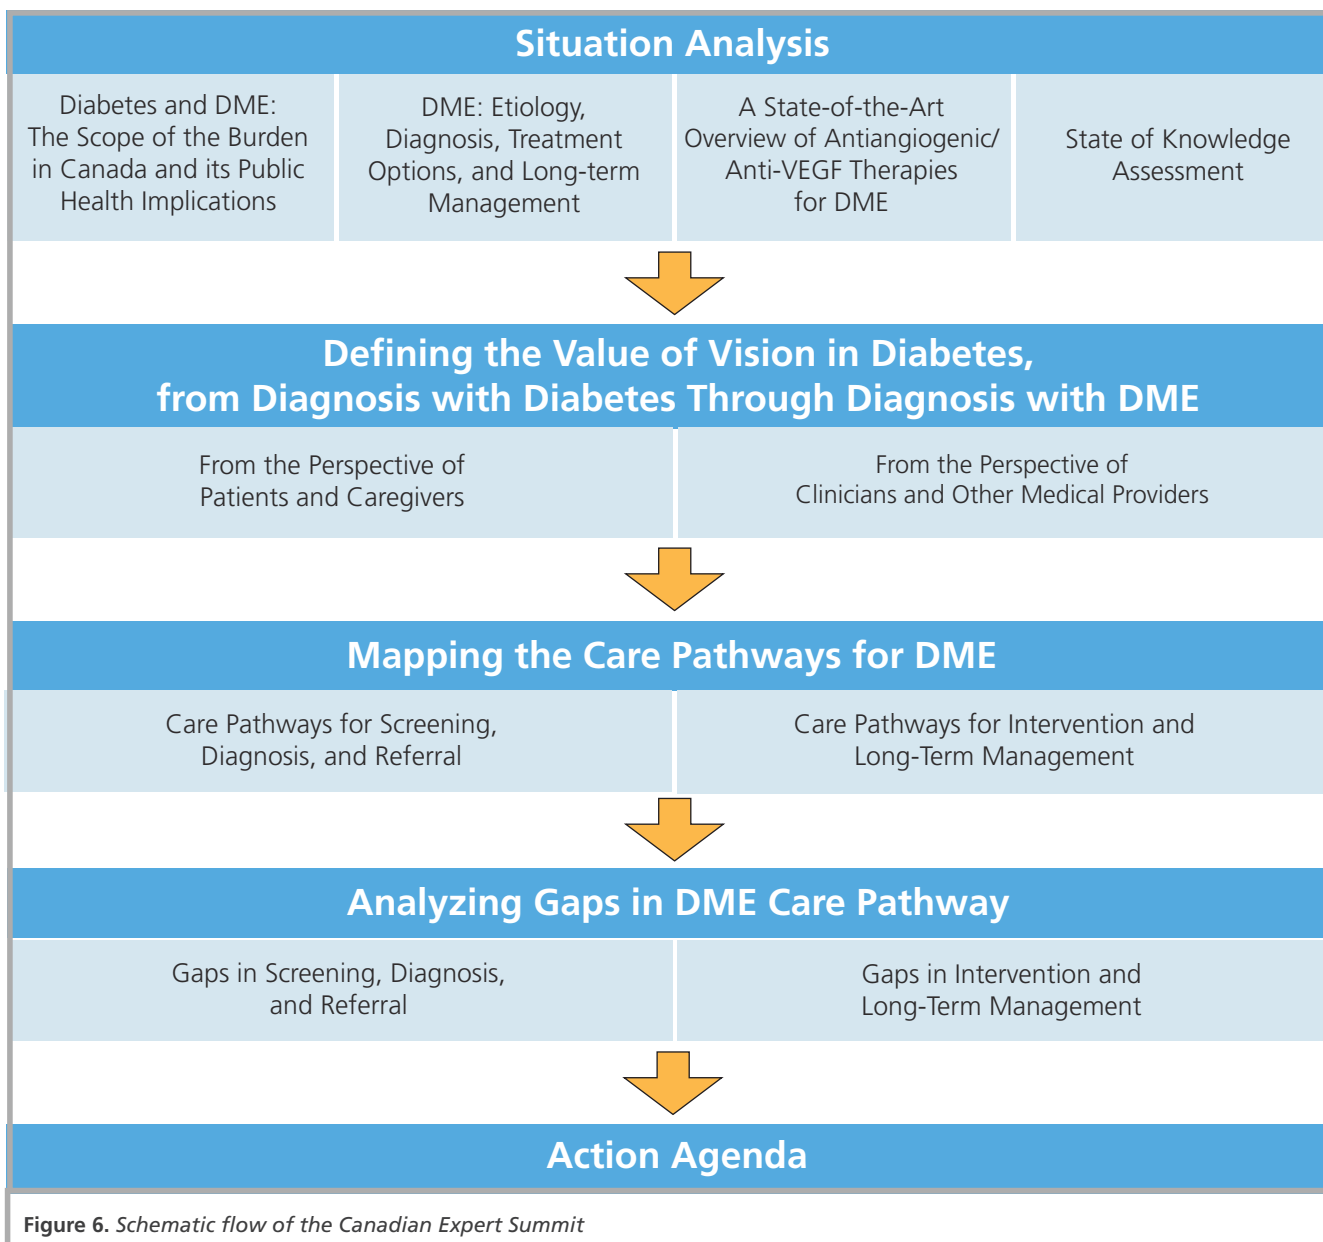 Situation Analysis
Diabetes and DME:
The Scope of the Burden
in Canada and its Public
Health Implications
DME: Etiology,
Diagnosis, Treatment
Options, and Long-term
Management
A State-of-the-Art
Overview of Antiangiogenic/
Anti-VEGF Therapies
for DME
State of Knowledge
Assessment
Defining the Value of Vision in Diabetes,
from Diagnosis with Diabetes Through Diagnosis with DME
From the Perspective of
Patients and Caregivers
From the Perspective of
Clinicians and Other Medical Providers
Mapping the Care Pathways for DME
Care Pathways for Screening,
Diagnosis, and Referral
Care Pathways for Intervention and
Long-Term Management
Analyzing Gaps in DME Care Pathway
Gaps in Screening, Diagnosis,
and Referral
Gaps in Intervention and
Long-Term Management
Action Agenda
Figure 6. Schematic flow of the Canadian Expert Summit